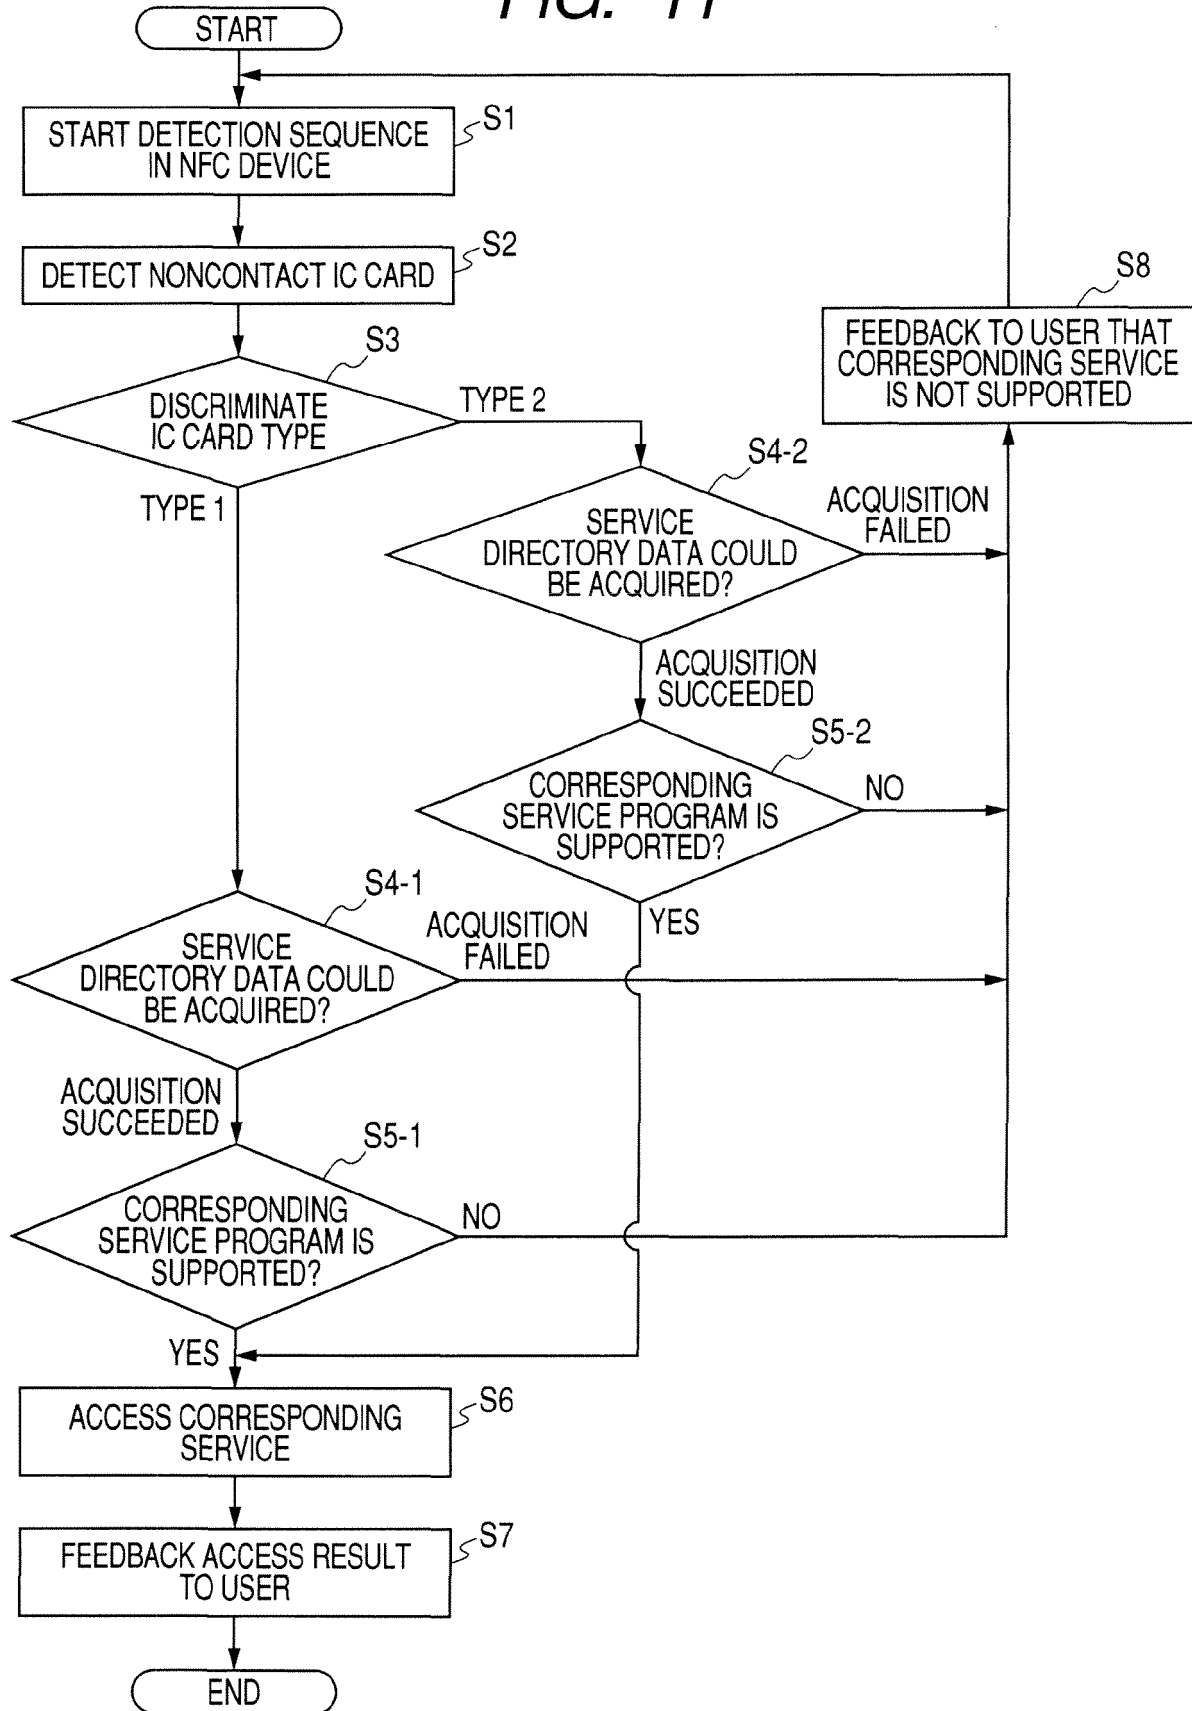 FIG. 11
START
START DETECTION SEQUENCE
IN NFC DEVICE
S1
DETECT NONCONTACT IC CARD
S2
S8
FEEDBACK TO USER THAT
CORRESPONDING SERVICE
IS NOT SUPPORTED
S3
DISCRIMINATE
IC CARD TYPE
TYPE 2
TYPE 1
S4-2
SERVICE
DIRECTORY DATA COULD
BE ACQUIRED?
ACQUISITION
FAILED
ACQUISITION
SUCCEEDED
S5-2
CORRESPONDING
SERVICE PROGRAM IS
SUPPORTED?
NO
YES
S4-1
SERVICE
DIRECTORY DATA COULD
BE ACQUIRED?
ACQUISITION
FAILED
ACQUISITION
SUCCEEDED
S5-1
CORRESPONDING
SERVICE PROGRAM IS
SUPPORTED?
NO
YES
ACCESS CORRESPONDING
SERVICE
S6
FEEDBACK ACCESS RESULT
TO USER
S7
END